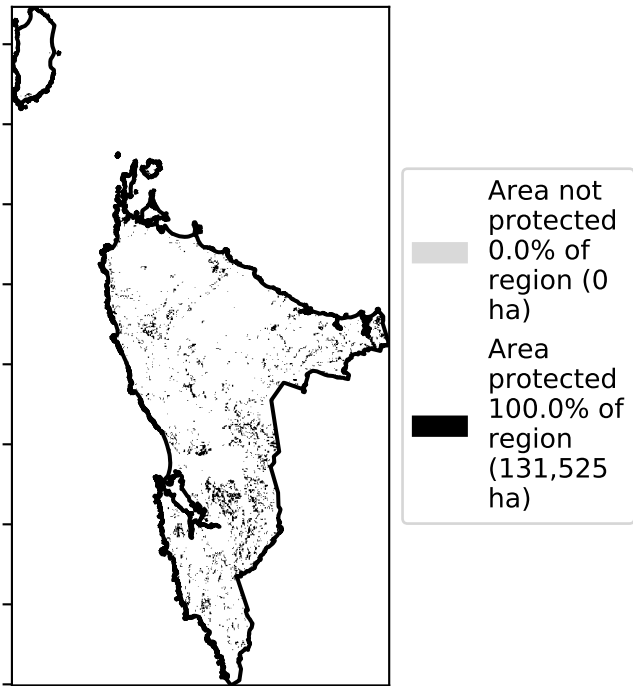 Area not
protected
0.0% of
region (0
ha)
Area
protected
100.0% of
region
(131,525
ha)